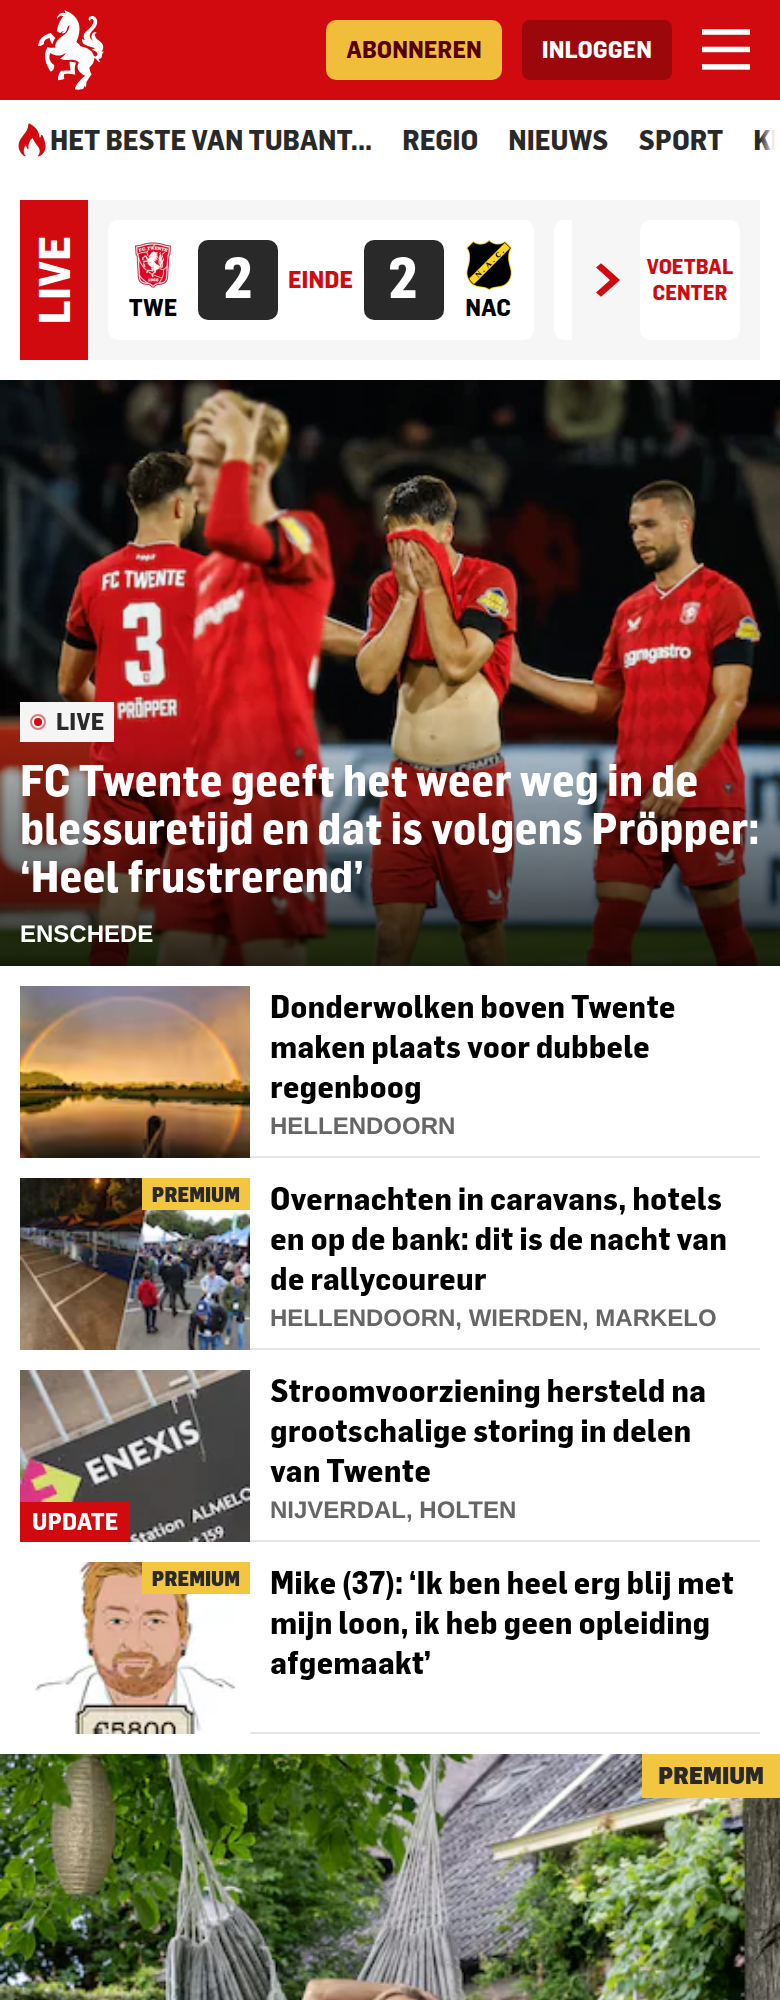 ABONNEREN
INLOGGEN
HET BESTE VAN TUBANT...
REGIO
NIEUWS
SPORT
LIVE
2
EINDE
2
TWE
NAC
VOETBAL
CENTER
FC TWENTE
3
PRÖPPER
LIVE
FC Twente geeft het weer weg in de
blessuretijd en dat is volgens Pröpper:
‘Heel frustrerend’
ENSCHEDE
Donderwolken boven Twente
maken plaats voor dubbele
regenboog
HELLENDOORN
PREMIUM
Overnachten in caravans, hotels
en op de bank: dit is de nacht van
de rallycoureur
HELLENDOORN, WIERDEN, MARKELO
ENEXIS
Station ALMELO
159
UPDATE
Stroomvoorziening hersteld na
grootschalige storing in delen
van Twente
NIJVERDAL, HOLTEN
PREMIUM
€5800
Mike (37): ‘Ik ben heel erg blij met
mijn loon, ik heb geen opleiding
afgemaakt’
PREMIUM